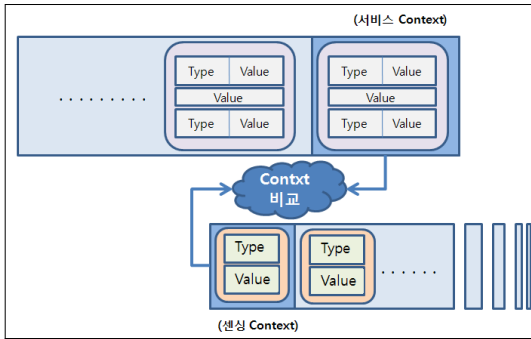 (서비스 Context)
Type Value Type Value
Value Value
. . . . . . . . .
Type Value Type Value
Contxt
비교
Type Type
Value Value
. . . . . .
(센싱 Context)